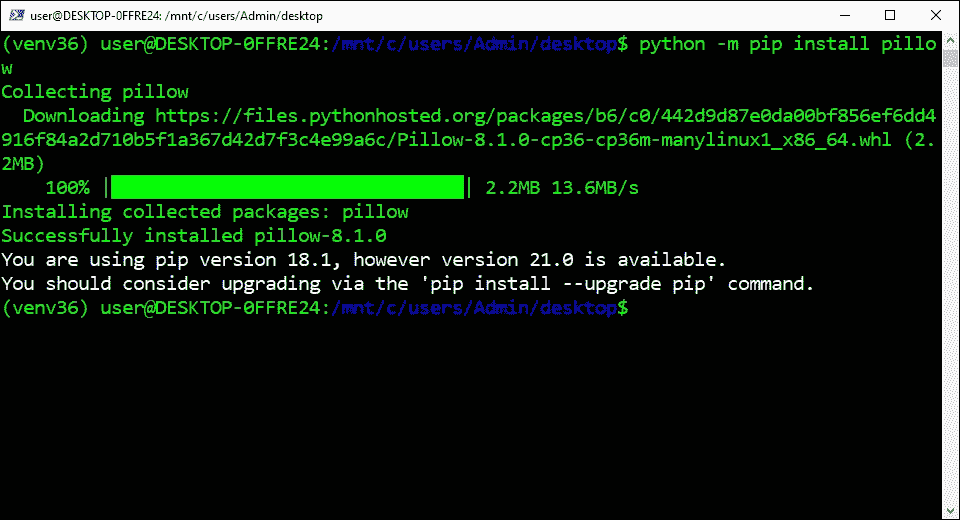 user@DESKTOP-0FFRE24: /mnt/c/users/Admin/desktop
(venv36) user@DESKTOP-0FFRE24:/mnt/c/users/Admin/desktop$ python -m pip install pillo
w
Collecting pillow
  Downloading https://files.pythonhosted.org/packages/b6/c0/442d9d87e0da00bf856ef6dd4
916f84a2d710b5f1a367d42d7f3c4e99a6c/Pillow-8.1.0-cp36-cp36m-manylinux1_x86_64.whl (2.
2MB)
    100% |████████████████████████████████| 2.2MB 13.6MB/s
Installing collected packages: pillow
Successfully installed pillow-8.1.0
You are using pip version 18.1, however version 21.0 is available.
You should consider upgrading via the 'pip install --upgrade pip' command.
(venv36) user@DESKTOP-0FFRE24:/mnt/c/users/Admin/desktop$